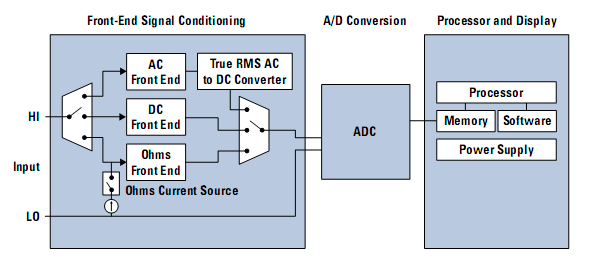 Front-End Signal Conditioning
A/D Conversion
Processor and Display
AC
Front End
True RMS AC
to DC Converter
HI
DC
Front End
Ohms
Front End
Input
Ohms Current Source
LO
ADC
Processor
Memory
Software
Power Supply